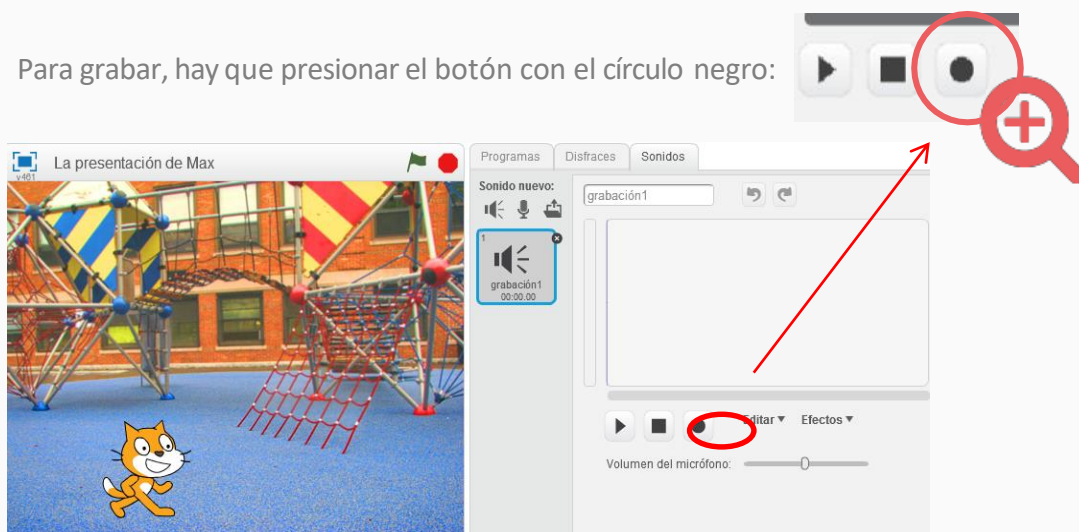 Para grabar, hay que presionar el botón con el círculo negro:
La presentación de Max
v461
Programas Disfraces Sonidos
Sonido nuevo:
grabación1
1
grabación1
00:00.00
Editar Efectos
Volumen del micrófono: